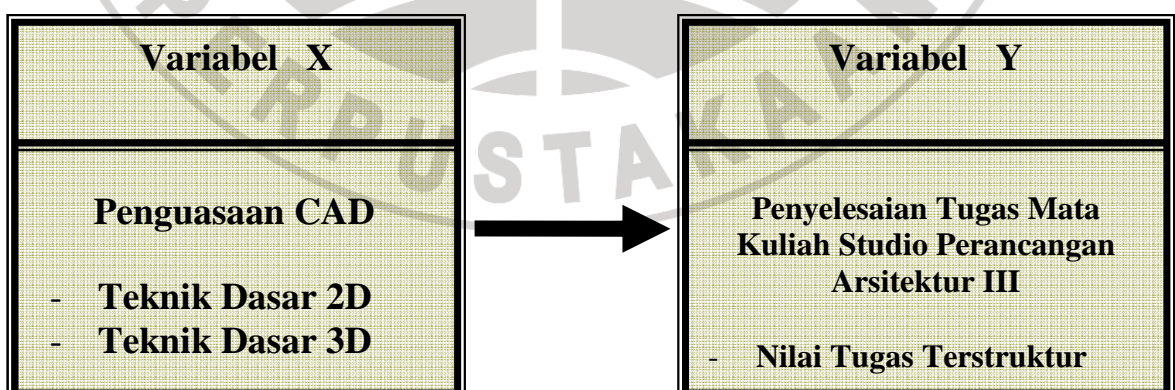 Variabel X
Penguasaan CAD
- Teknik Dasar 2D
- Teknik Dasar 3D
Variabel Y
Penyelesaian Tugas Mata
Kuliah Studio Perancangan
Arsitektur III
- Nilai Tugas Terstruktur
PERPUSTAKAAN